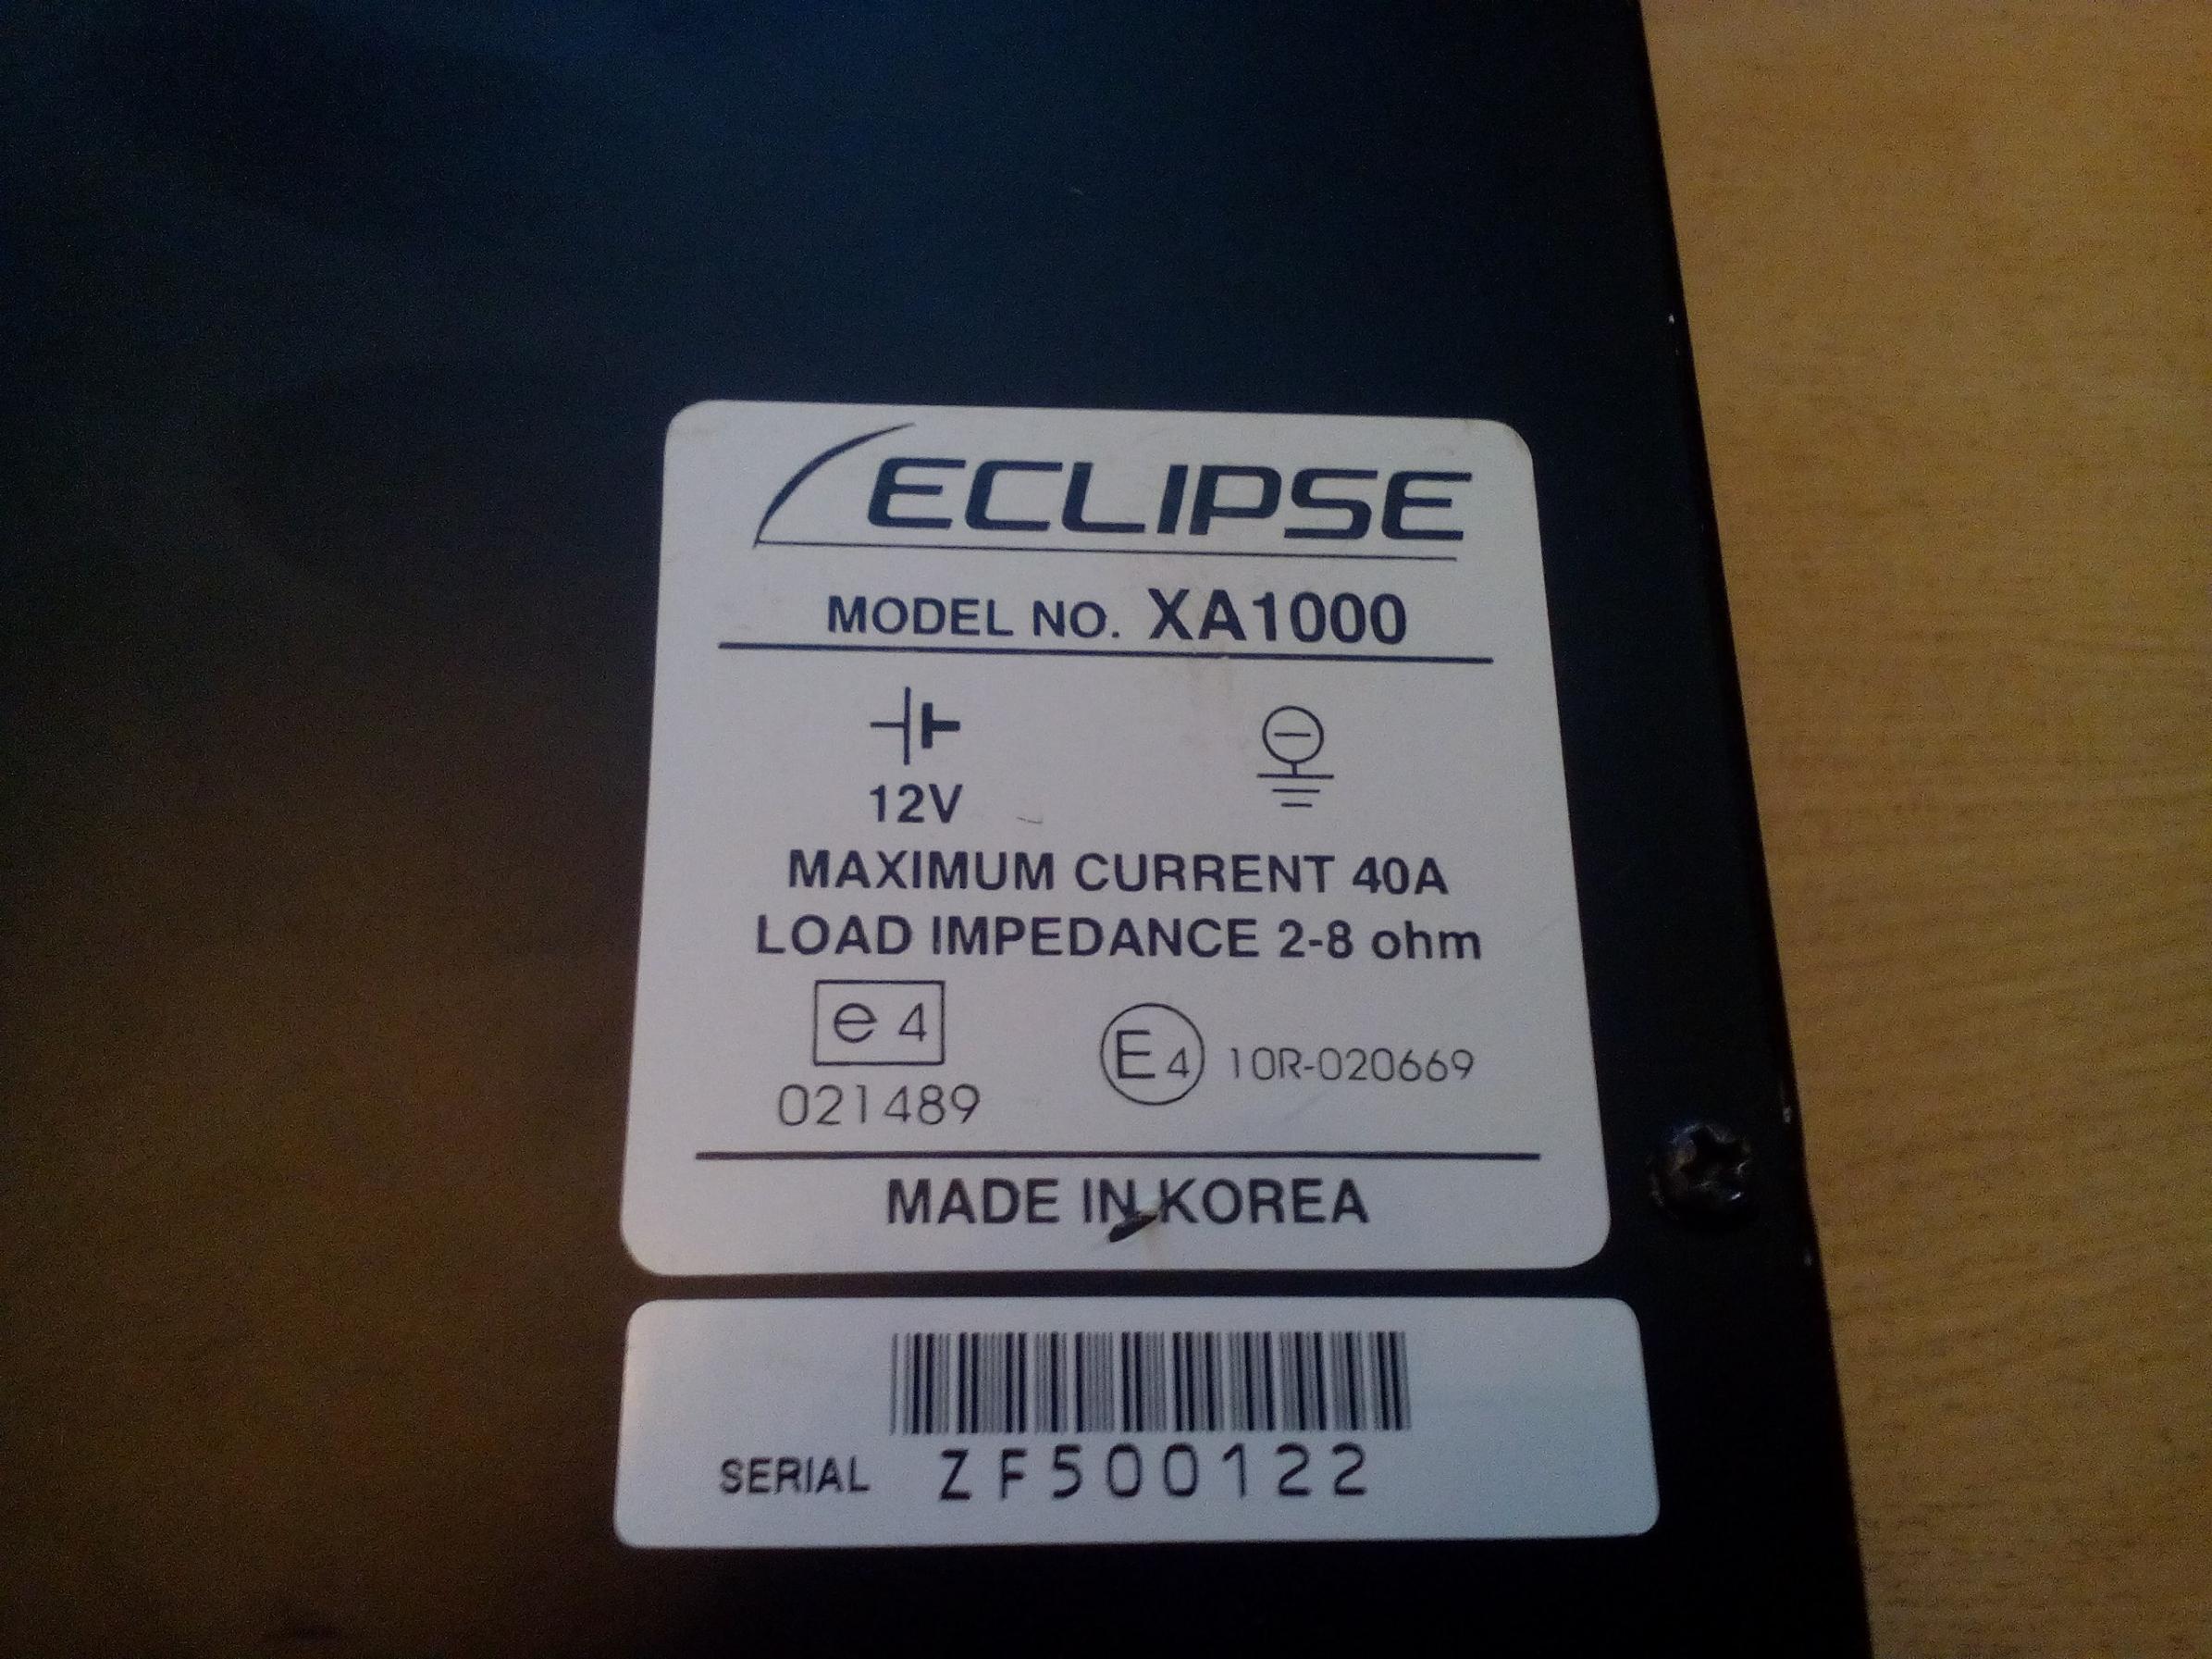 ECLIPSE
MODEL NO. XA1000
12V
MAXIMUM CURRENT 40A
LOAD IMPEDANCE 2-8 ohm
e4
021489
E4 10R-020669
MADE IN KOREA
SERIAL ZF500122